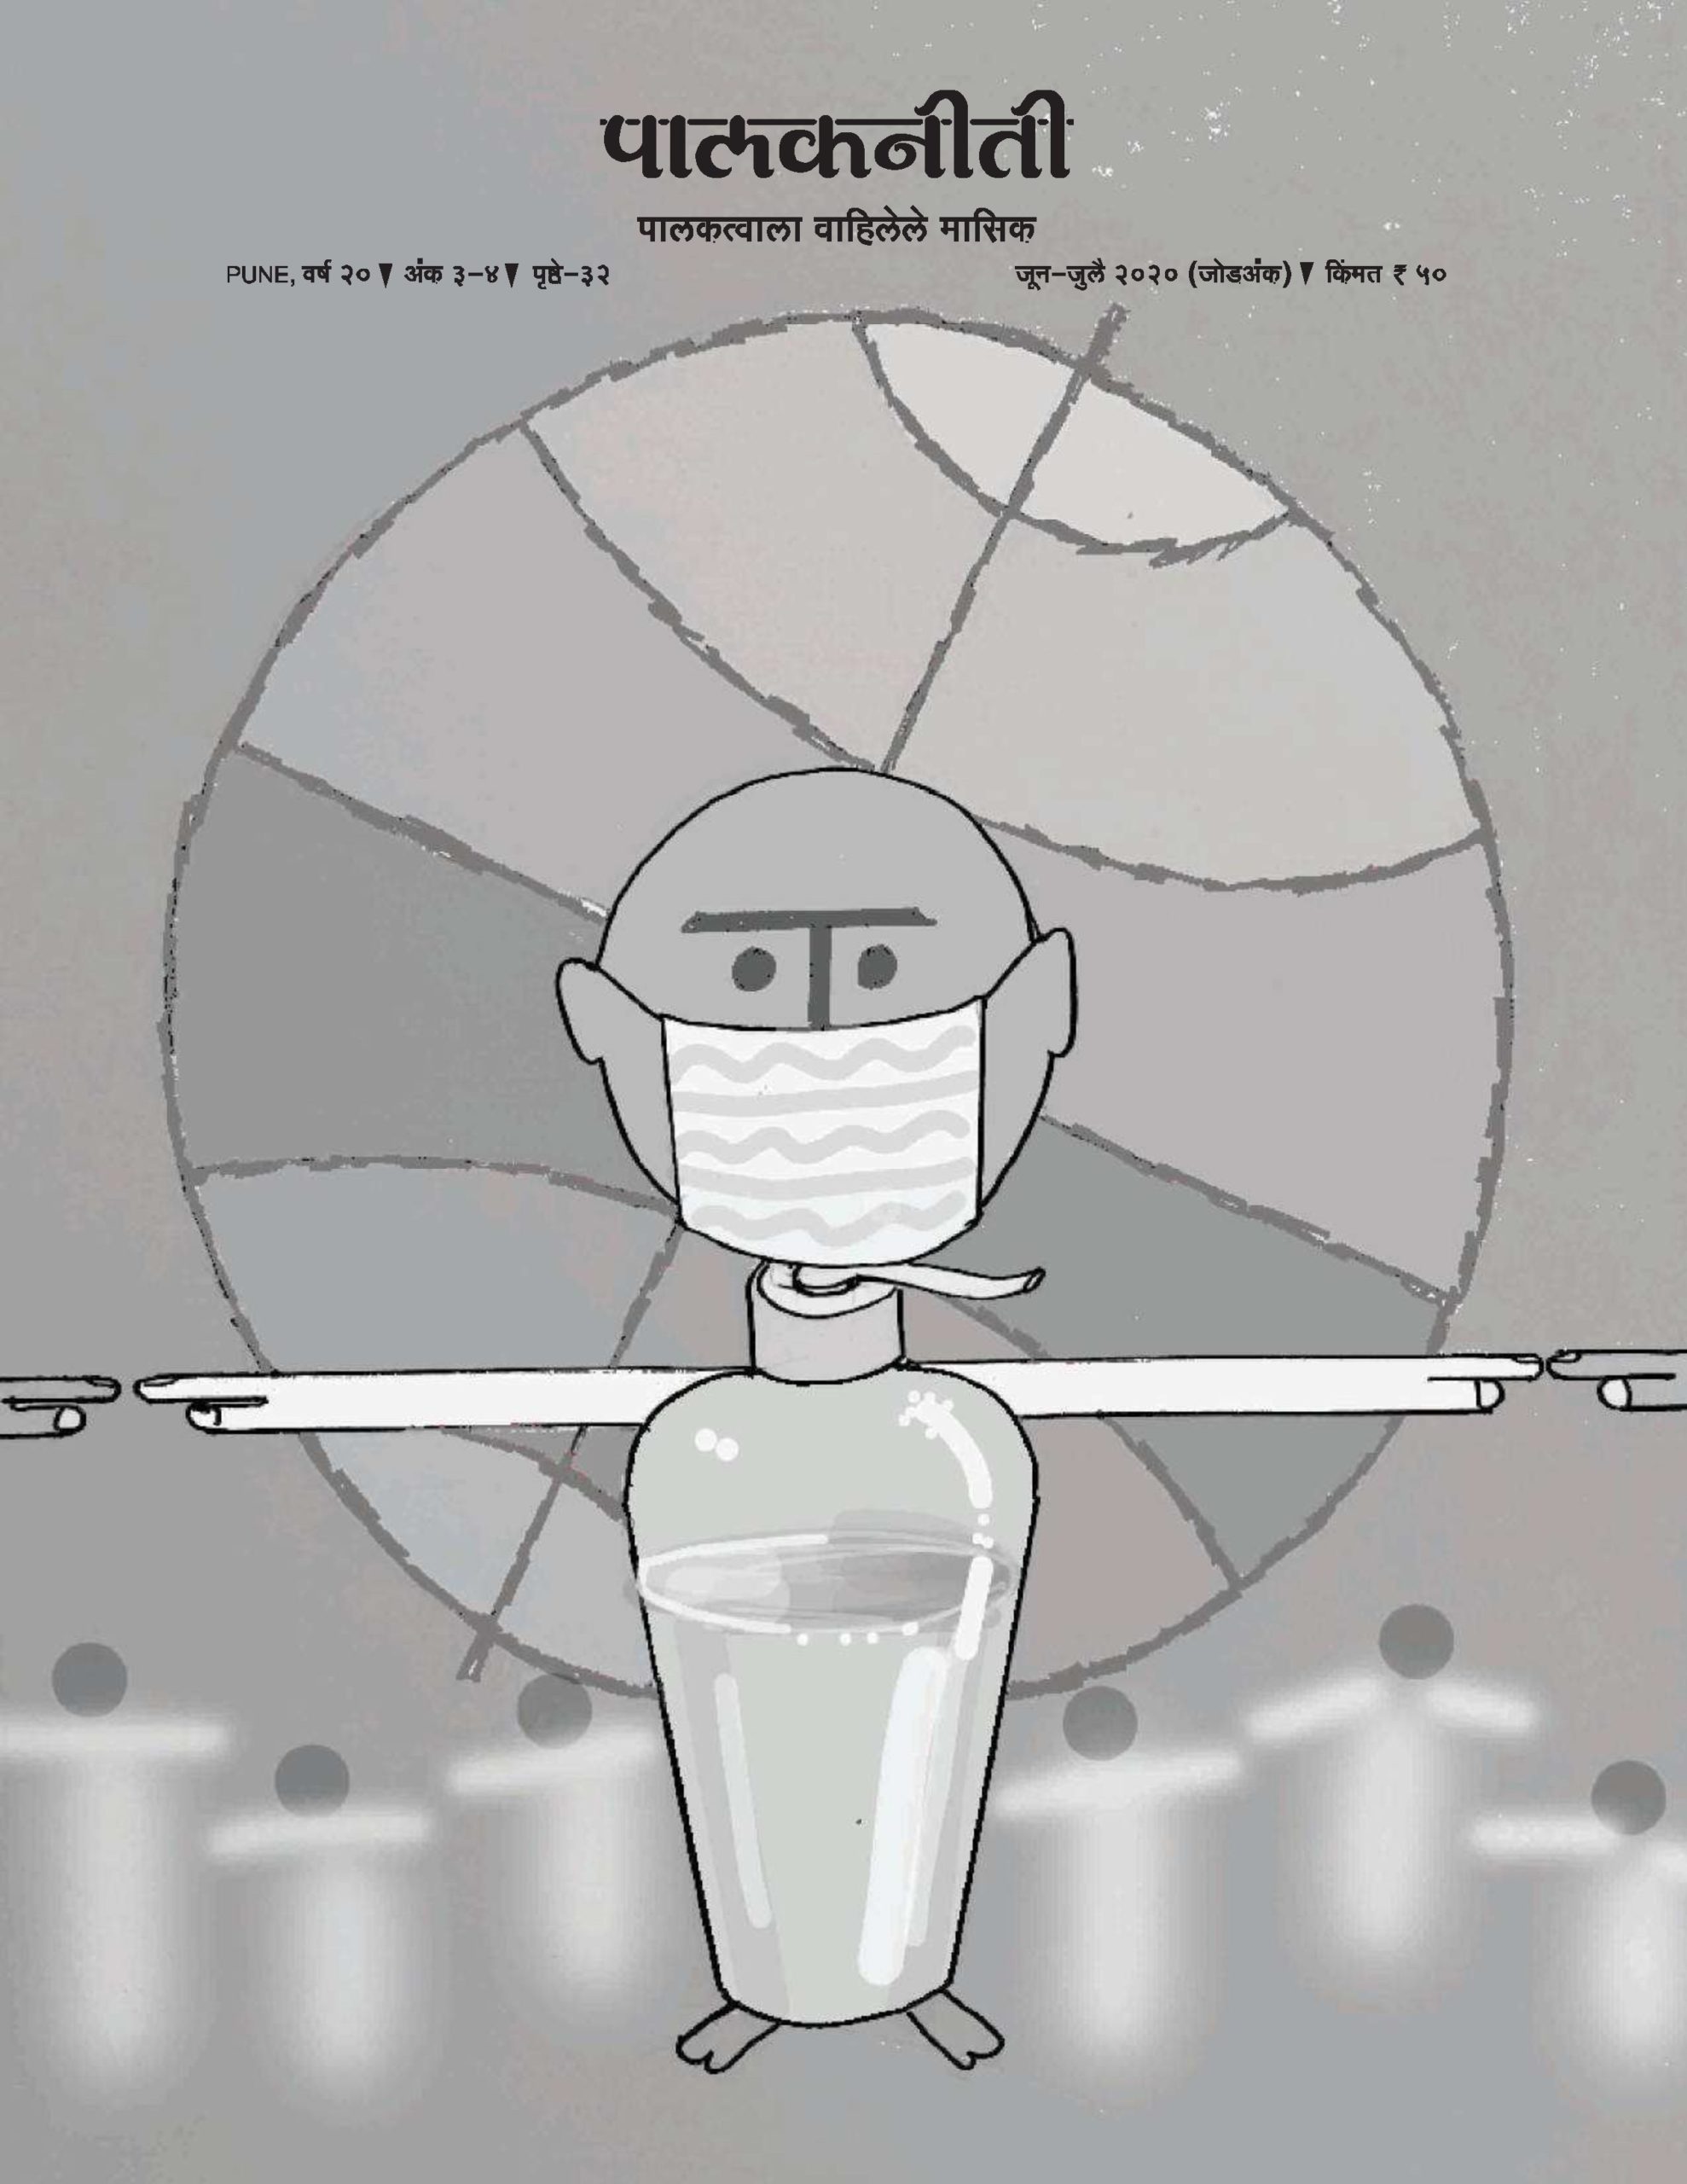 पालकनीती
पालकत्वाला वाहिलेले मासिक
PUNE, वर्ष २० ▼ अंक ३-४ ▼ पृष्ठे-३२
जून-जुलै २०२० (जोडअंक) ▼ किंमत ₹ ५०